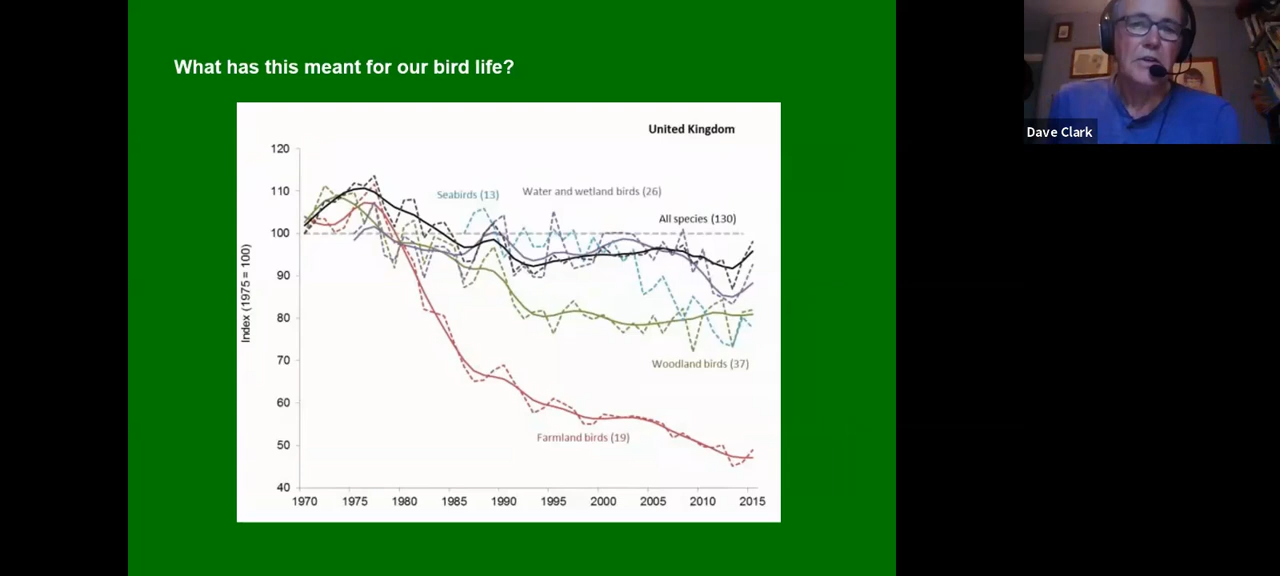 What has this meant for our bird life?
Dave Clark
United Kingdom
120
110
100
90
80
70
60
50
40
Index (1975 = 100)
Seabirds (13)
Water and wetland birds (26)
All species (130)
Woodland birds (37)
Farmland birds (19)
1970 1975 1980 1985 1990 1995 2000 2005 2010 2015